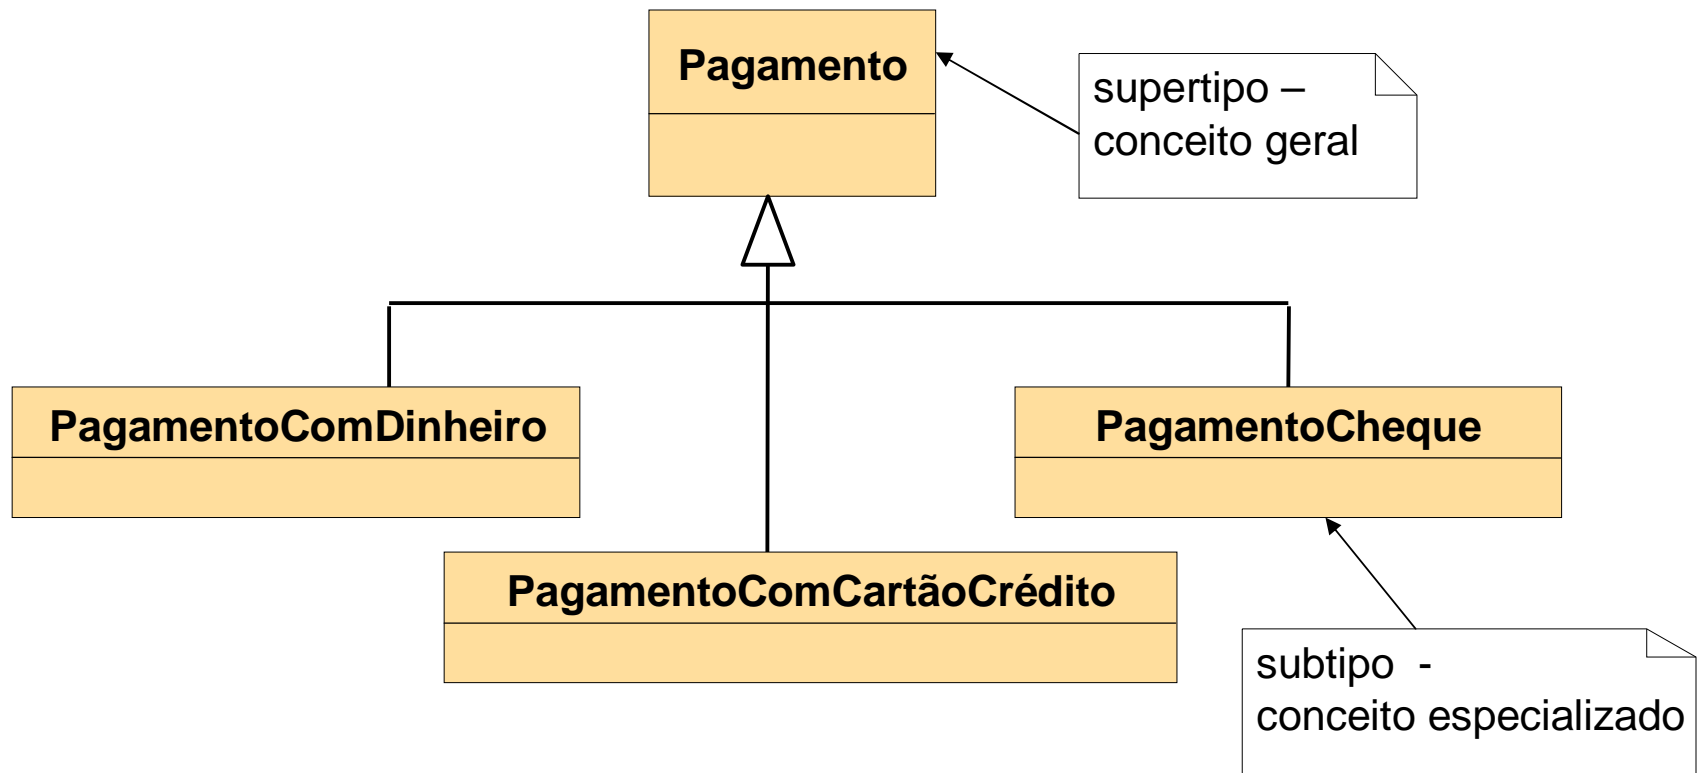 Pagamento
supertipo –
conceito geral
PagamentoComDinheiro
PagamentoCheque
PagamentoComCartãoCrédito
subtipo -
conceito especializado